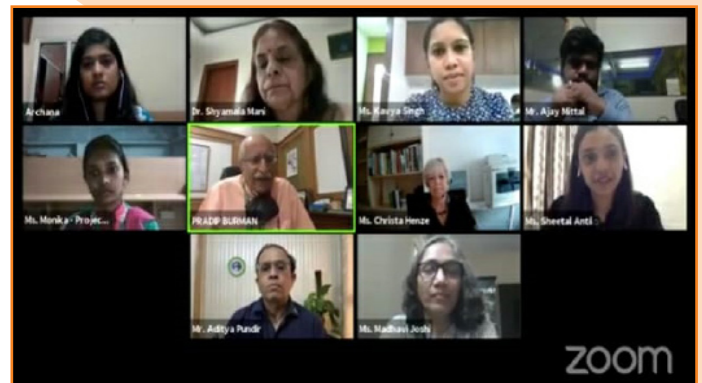 Archana
Dr. Shyamala Mani
Ms. Kavya Singh
Mr. Ajay Mittal
Ms. Monika - Projec...
PRADIP BURMAN
Ms. Christa Henze
Ms. Sheetal Antil
Mr. Aditya Pundir
Ms. Madhavi Joshi
zoom